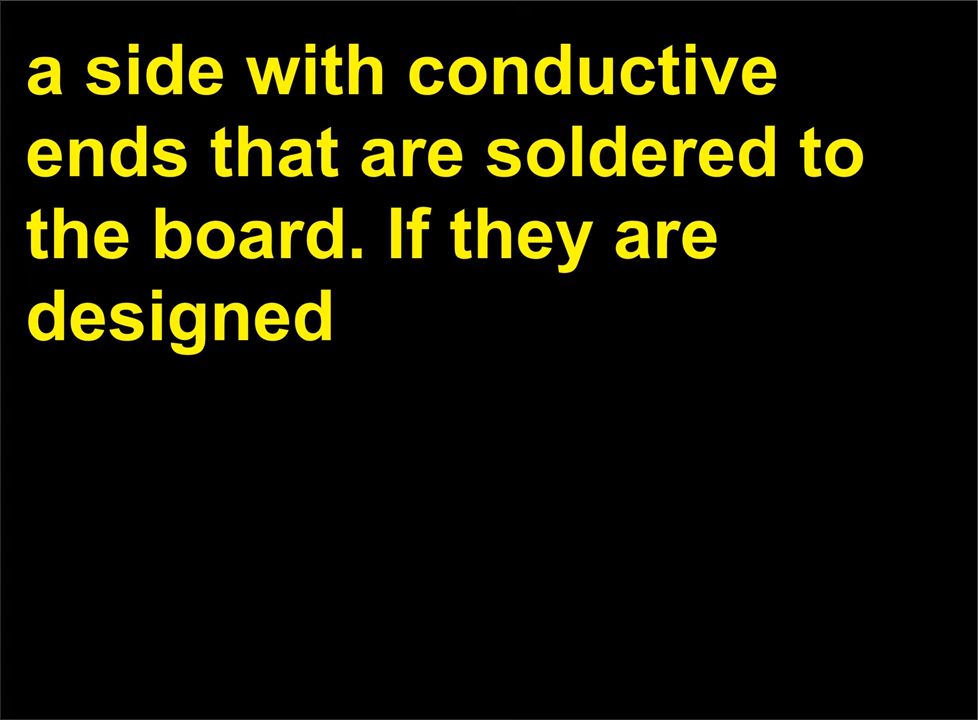 a side with conductive
ends that are soldered to
the board. If they are
designed